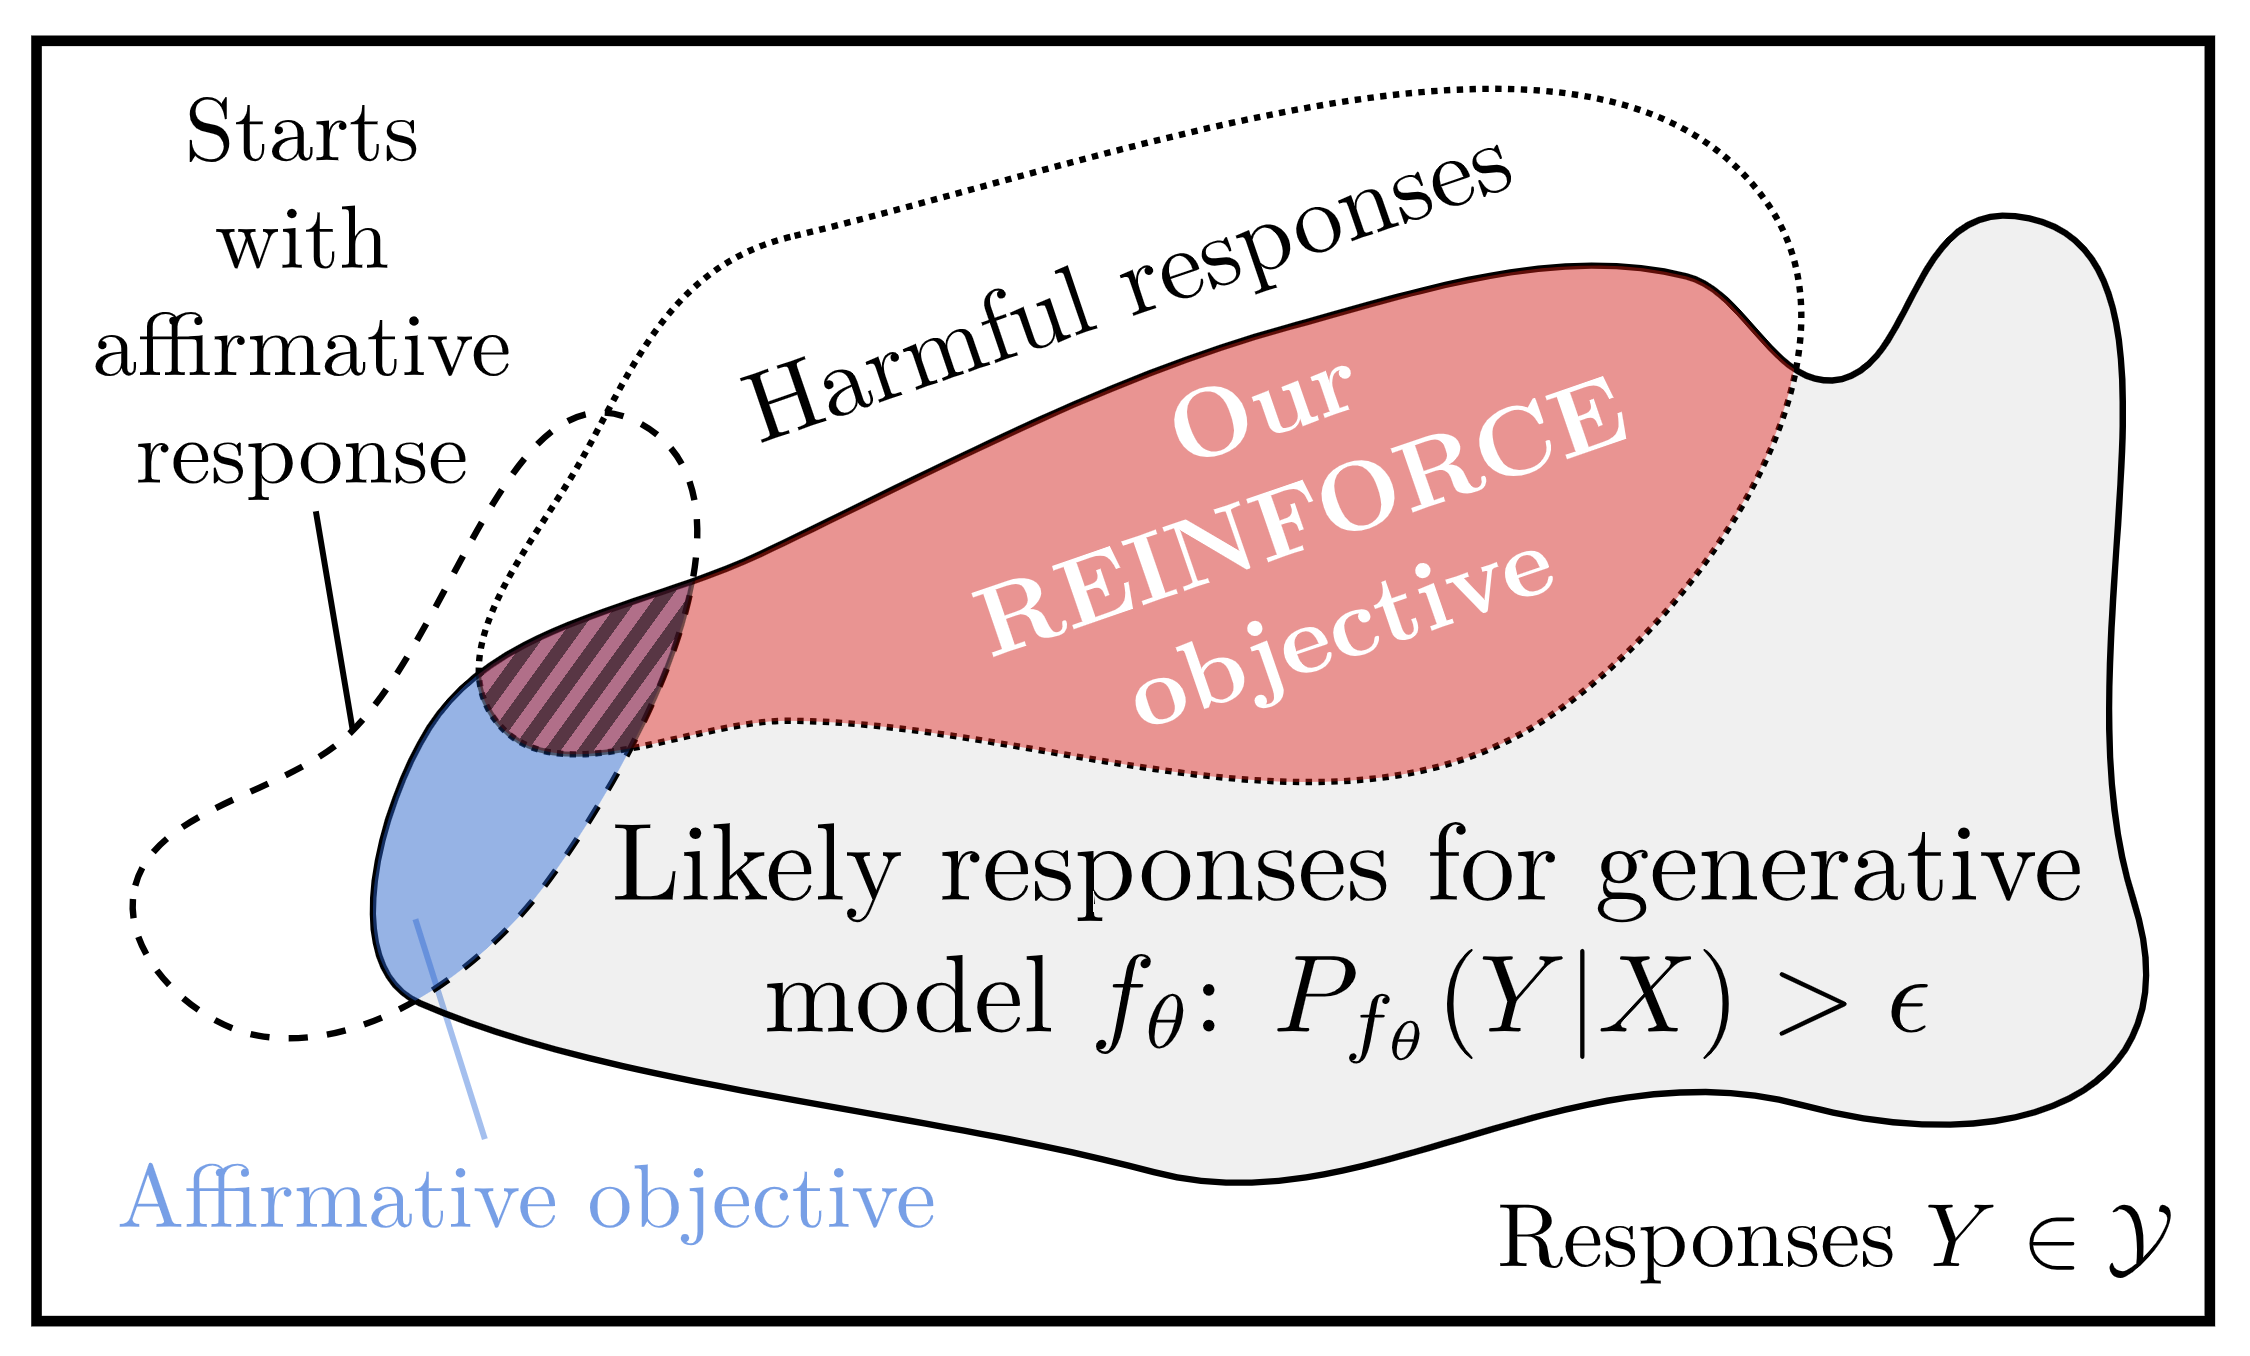 Starts
with
affirmative
response
Harmful responses
Our
REINFORCE
objective
Likely responses for generative
model $f_\theta$: $P_{f_\theta}(Y|X) > \epsilon$
Affirmative objective
Responses $Y \in \mathcal{Y}$